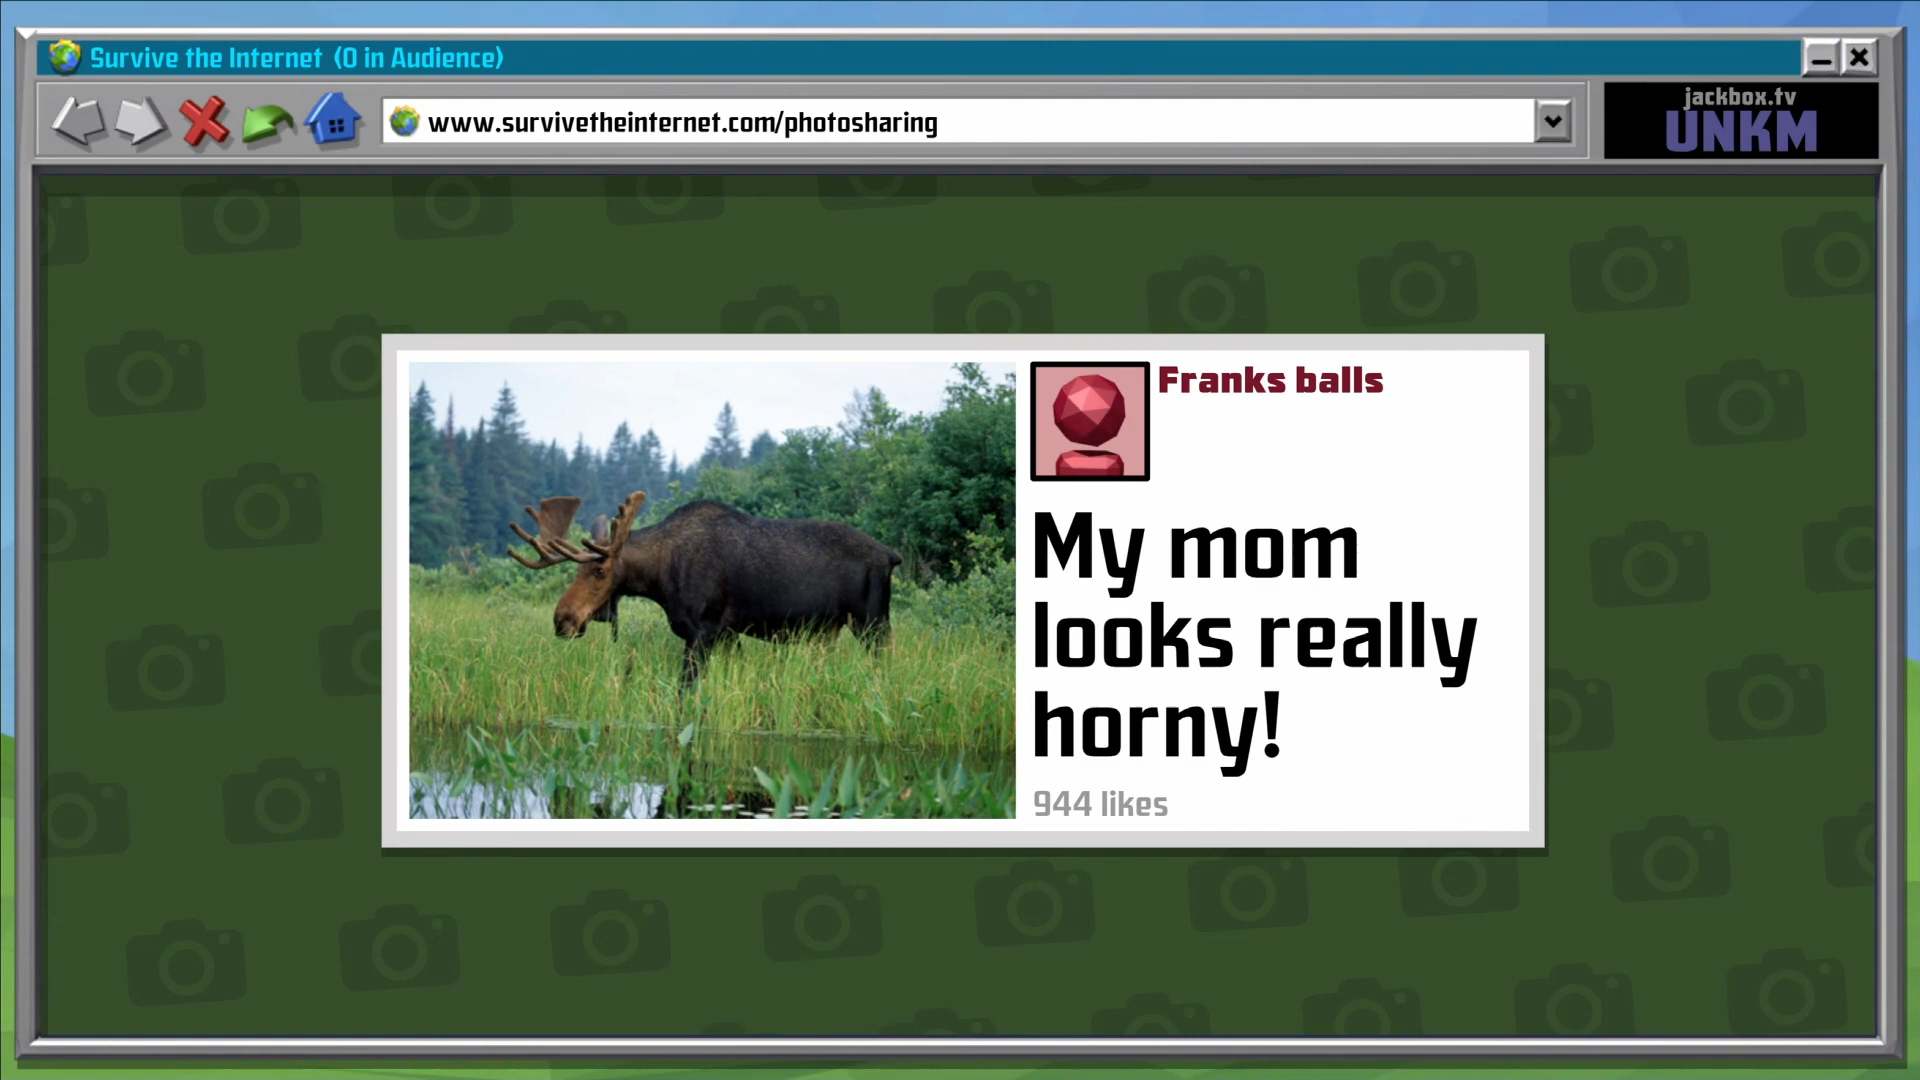 Survive the Internet (0 in Audience)
www.survivetheinternet.com/photosharing
jackbox.tv
UNKM
Franks balls
My mom
looks really
horny!
944 likes